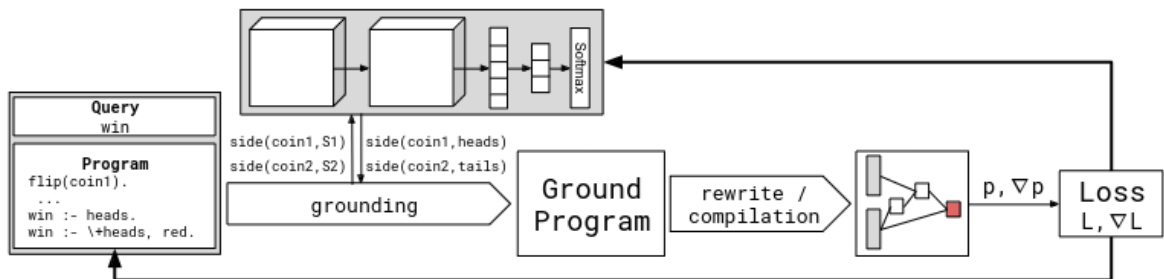 Softmax
Query
win
Program
flip(coin1).
...
win :- heads.
win :- \+heads, red.
side(coin1,S1)
side(coin2,S2)
side(coin1,heads)
side(coin2,tails)
grounding
Ground
Program
rewrite /
compilation
p, ▽p
Loss
L, ▽L